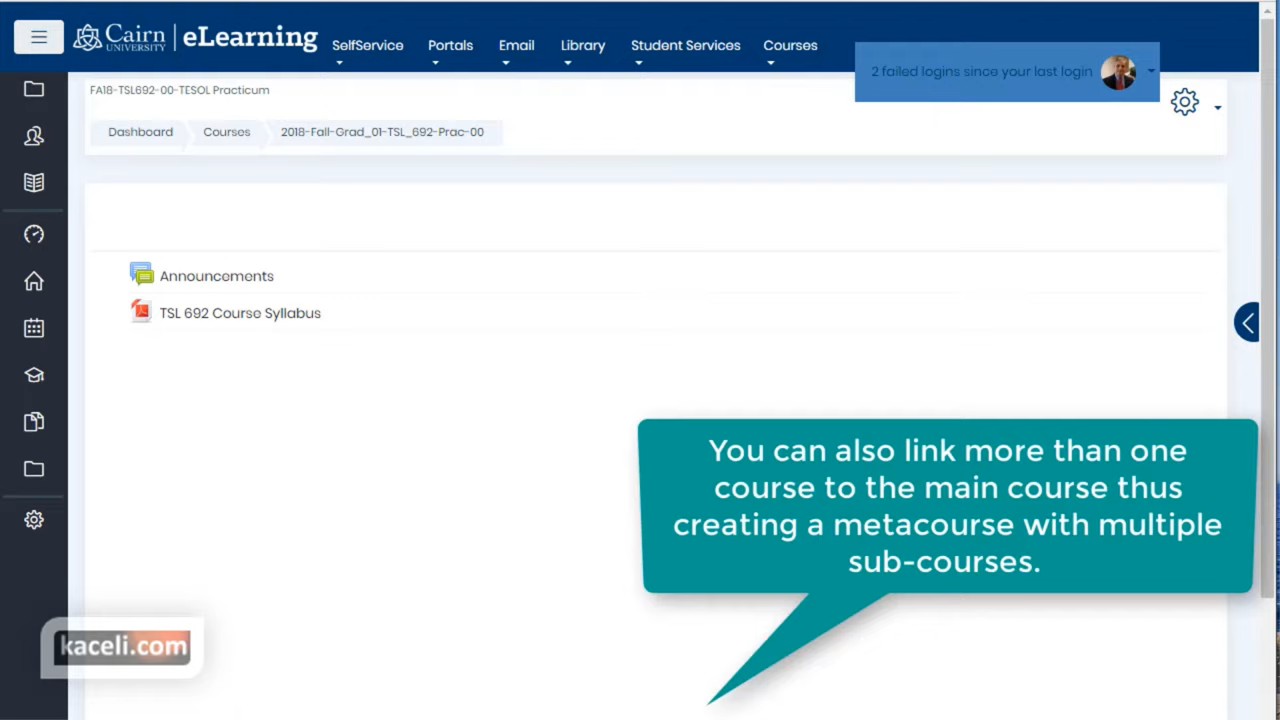 Cairn
UNIVERSITY
eLearning
SelfService
Portals
Email
Library
Student Services
Courses
2 failed logins since your last login
FA18-TSL692-00-TESOL Practicum
Dashboard
Courses
2018-Fall-Grad_01-TSL_692-Prac-00
Announcements
TSL 692 Course Syllabus
You can also link more than one
course to the main course thus
creating a metacourse with multiple
sub-courses.
kaceli.com